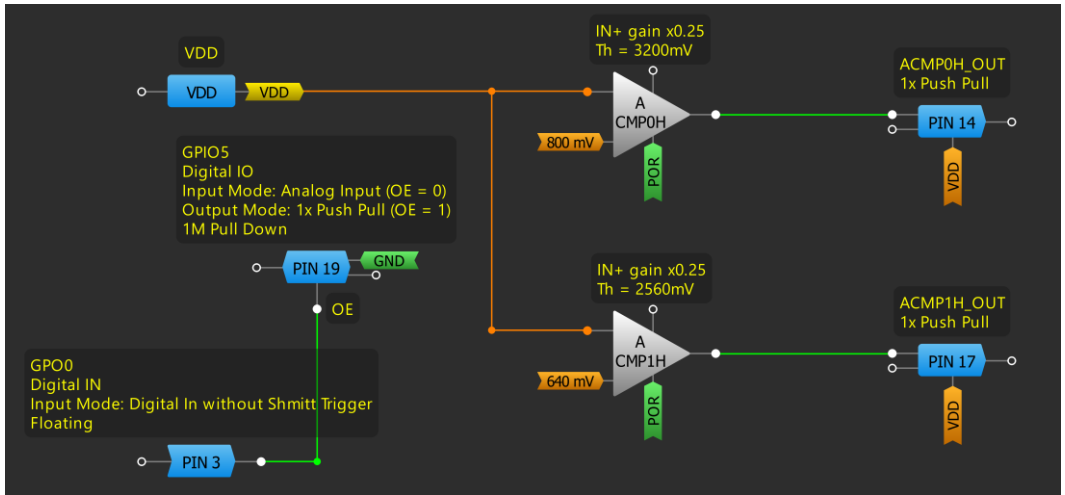 VDD
VDD
VDD
IN+ gain x0.25
Th = 3200mV
A
CMP0H
800 mV
POR
ACMP0H_OUT
1x Push Pull
PIN 14
VDD
GPIO5
Digital IO
Input Mode: Analog Input (OE = 0)
Output Mode: 1x Push Pull (OE = 1)
1M Pull Down
PIN 19
GND
OE
IN+ gain x0.25
Th = 2560mV
A
CMP1H
640 mV
POR
ACMP1H_OUT
1x Push Pull
PIN 17
VDD
GPO0
Digital IN
Input Mode: Digital In without Shmitt Trigger
Floating
PIN 3